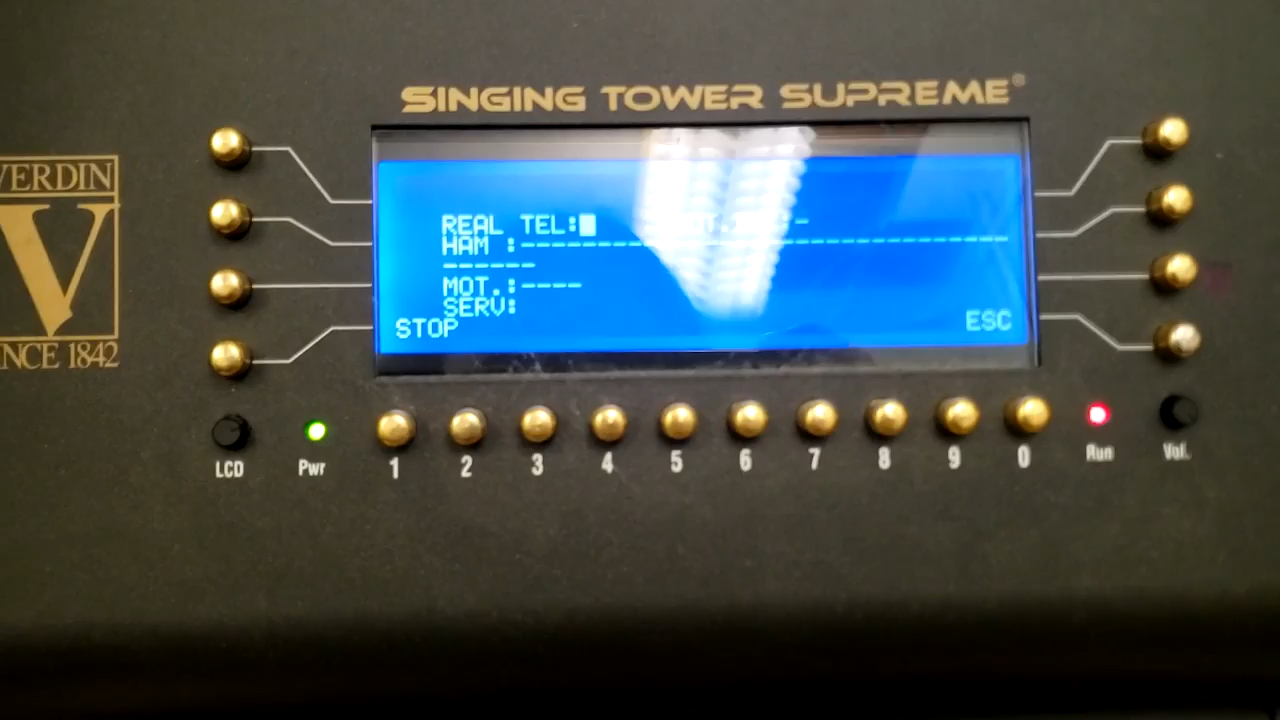 SINGING TOWER SUPREME®
VERDIN
V
SINCE 1842
REAL TEL: -
HAM :--------------------------------------
------
MOT.:----
SERV:
STOP ESC
LCD Pwr 1 2 3 4 5 6 7 8 9 0 Run Vol.